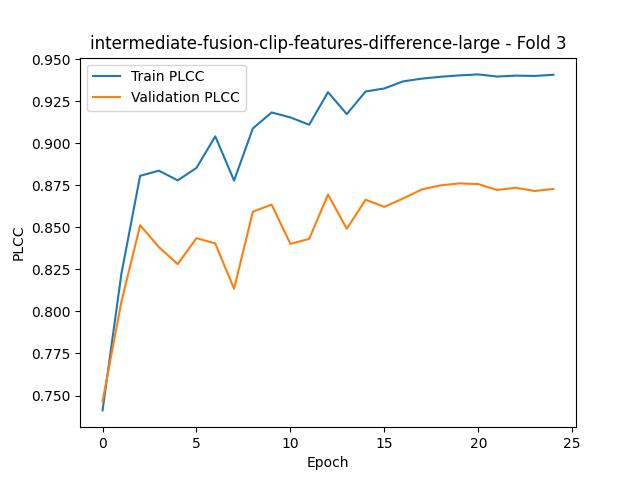 intermediate-fusion-clip-features-difference-large - Fold 3
0.950
0.925
0.900
0.875
0.850
0.825
0.800
0.775
0.750
PLCC
Train PLCC
Validation PLCC
0 5 10 15 20 25
Epoch